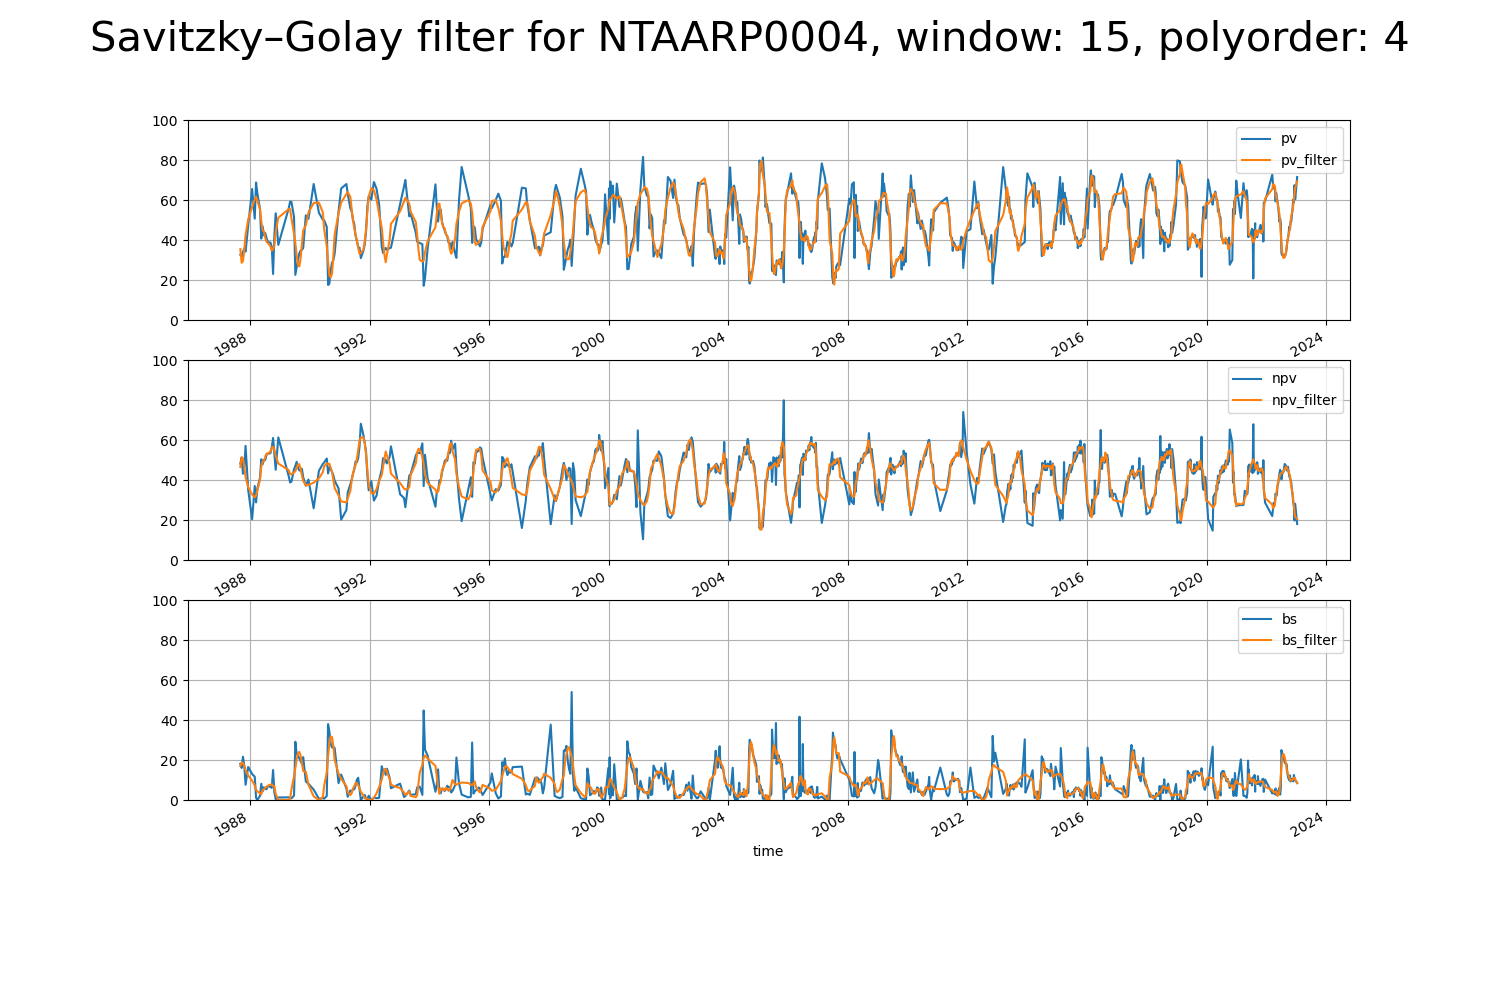 Savitzky–Golay filter for NTAARP0004, window: 15, polyorder: 4
100
80
60
40
20
0
pv
pv_filter
1988 1992 1996 2000 2004 2008 2012 2016 2020 2024
100
80
60
40
20
0
npv
npv_filter
1988 1992 1996 2000 2004 2008 2012 2016 2020 2024
100
80
60
40
20
0
bs
bs_filter
1988 1992 1996 2000 2004 2008 2012 2016 2020 2024
time